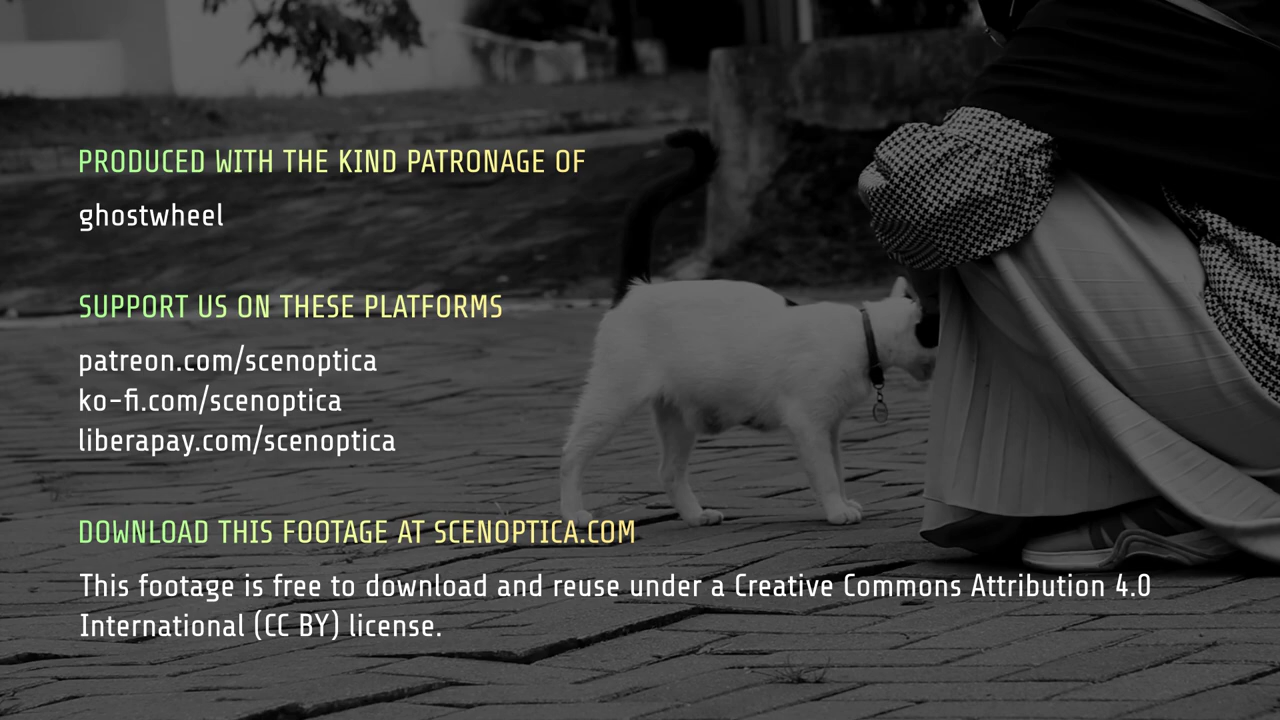 PRODUCED WITH THE KIND PATRONAGE OF
ghostwheel
SUPPORT US ON THESE PLATFORMS
patreon.com/scenoptica
ko-fi.com/scenoptica
liberapay.com/scenoptica
DOWNLOAD THIS FOOTAGE AT SCENOPTICA.COM
This footage is free to download and reuse under a Creative Commons Attribution 4.0
International (CC BY) license.